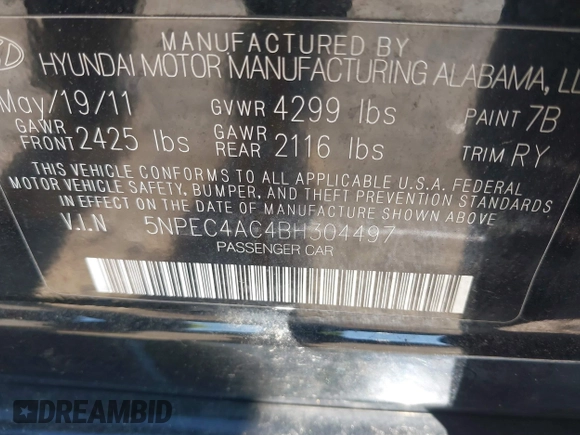 MANUFACTURED BY
HYUNDAI MOTOR MANUFACTURING ALABAMA,
May/19/11 GVWR 4299 lbs PAINT 7B
GAWR FRONT 2425 lbs GAWR REAR 2116 lbs TRIM RY
THIS VEHICLE CONFORMS TO ALL APPLICABLE U.S.A. FEDERAL
MOTOR VEHICLE SAFETY, BUMPER, AND THEFT PREVENTION STANDARDS
IN EFFECT ON THE DATE OF MANUFACTURE SHOWN ABOVE.
V.I.N 5NPEC4AC4BH304497
PASSENGER CAR
DREAMBID